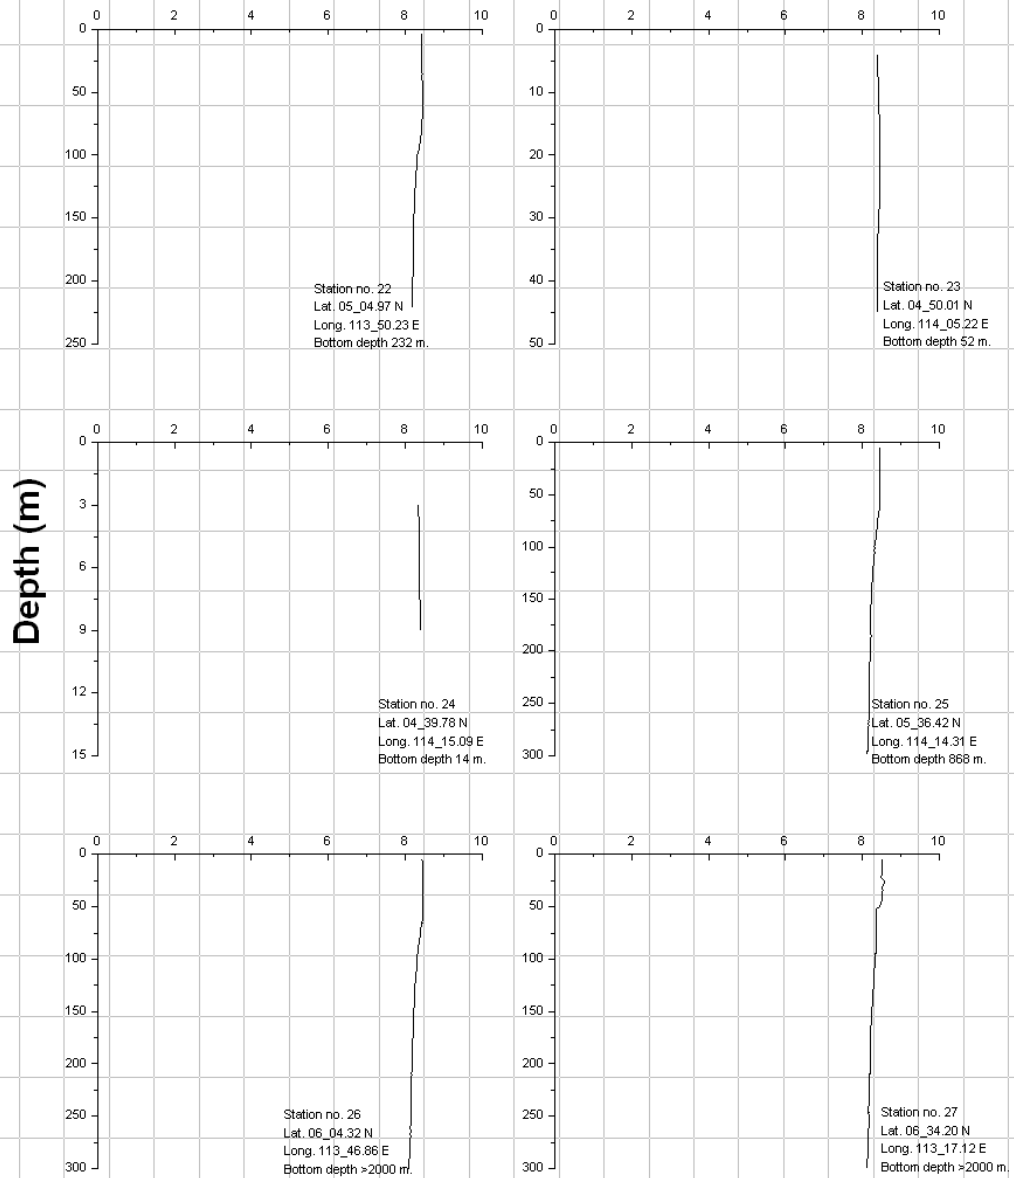 0 2 4 6 8 10
0
50
100
150
200
250
Station no. 22
Lat. 05_04.97 N
Long. 113_50.23 E
Bottom depth 232 m.
0 2 4 6 8 10
0
10
20
30
40
50
Station no. 23
Lat. 04_50.01 N
Long. 114_05.22 E
Bottom depth 52 m.
Depth (m)
0 2 4 6 8 10
0
3
6
9
12
15
Station no. 24
Lat. 04_39.78 N
Long. 114_15.09 E
Bottom depth 14 m.
0 2 4 6 8 10
0
50
100
150
200
250
300
Station no. 25
Lat. 05_36.42 N
Long. 114_14.31 E
Bottom depth 868 m.
0 2 4 6 8 10
0
50
100
150
200
250
300
Station no. 26
Lat. 06_04.32 N
Long. 113_46.86 E
Bottom depth >2000 m.
0 2 4 6 8 10
0
50
100
150
200
250
300
Station no. 27
Lat. 06_34.20 N
Long. 113_17.12 E
Bottom depth >2000 m.